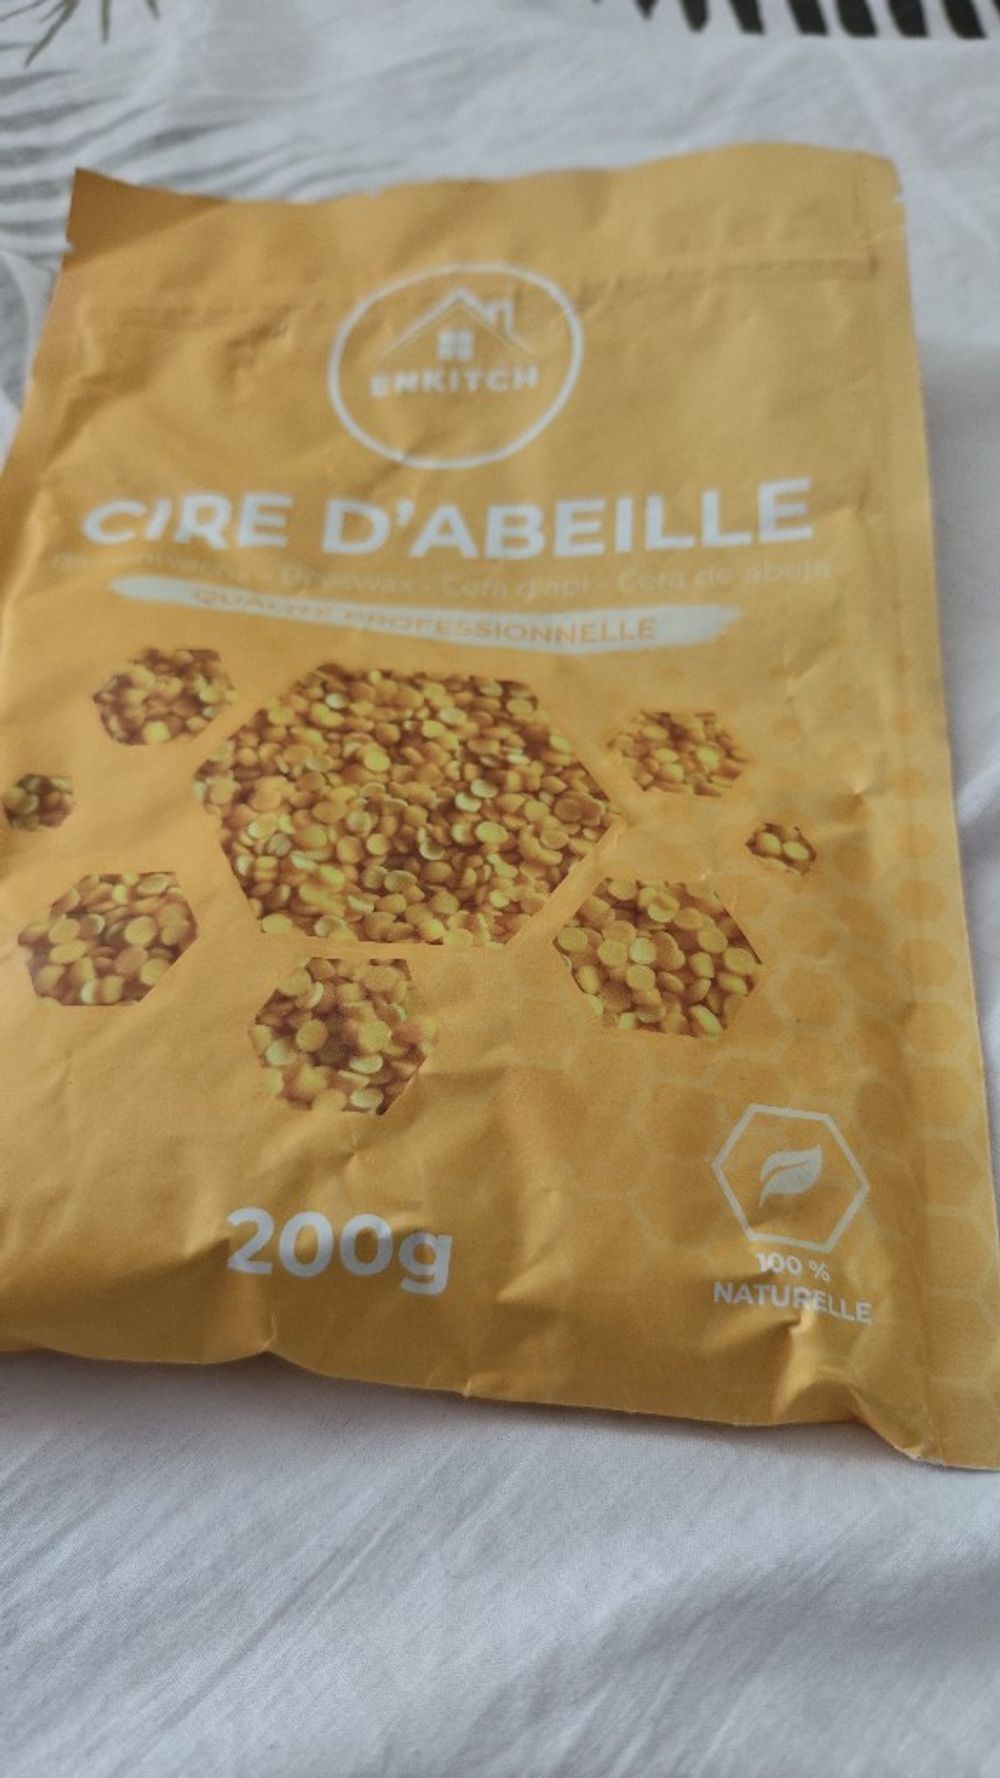 ENKITCH
CIRE D'ABEILLE
Beeswax - Cera d'api - Cera de abeja
QUALITÉ PROFESSIONNELLE
200g
100 %
NATURELLE